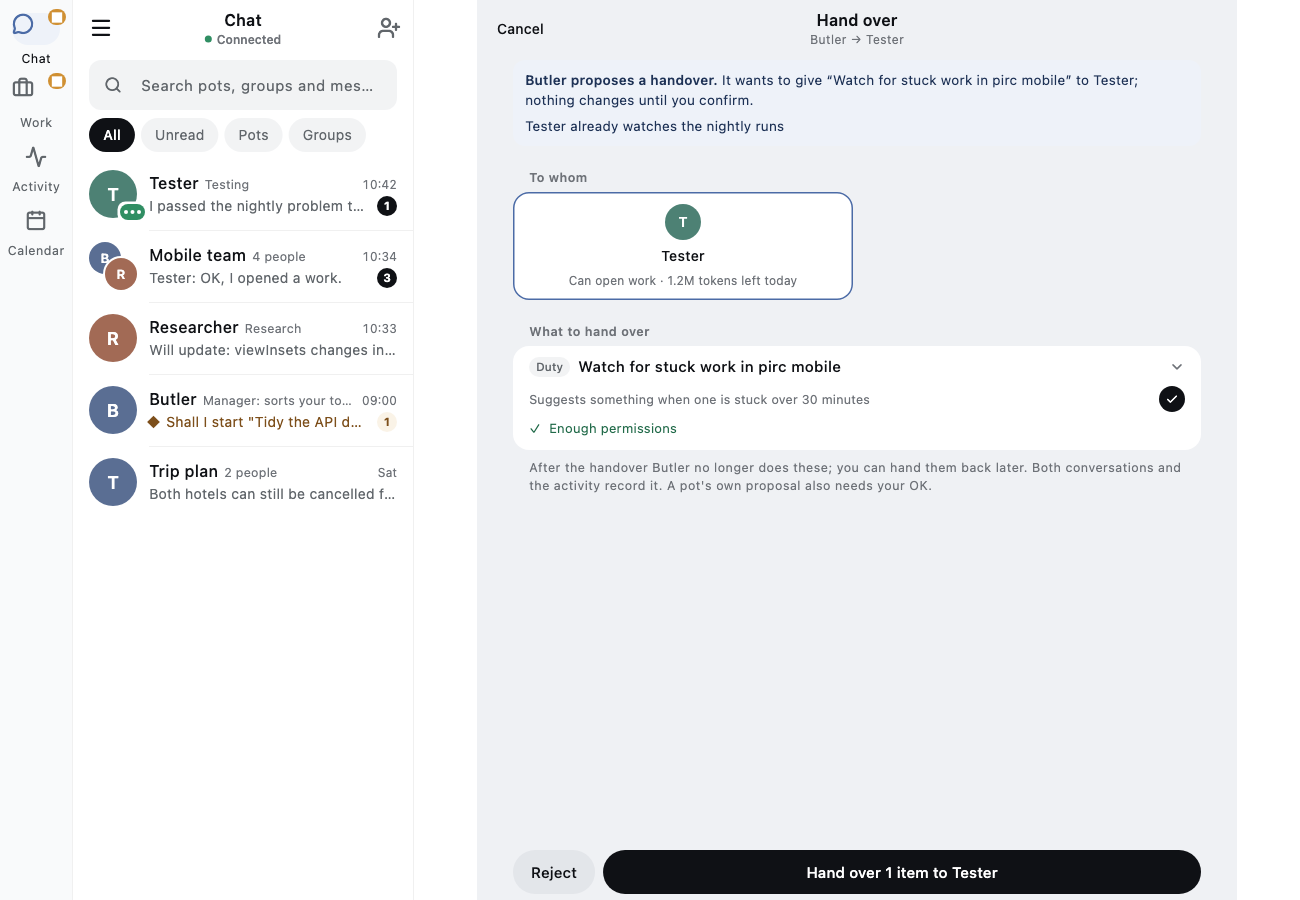 Chat
Work
Activity
Calendar
Chat
Connected
Search pots, groups and mes...
All
Unread
Pots
Groups
T
Tester Testing 10:42
I passed the nightly problem t... 1
B
R
Mobile team 4 people 10:34
Tester: OK, I opened a work. 3
R
Researcher Research 10:33
Will update: viewInsets changes in...
B
Butler Manager: sorts your to... 09:00
Shall I start "Tidy the API d... 1
T
Trip plan 2 people Sat
Both hotels can still be cancelled f...
Cancel
Hand over
Butler → Tester
Butler proposes a handover. It wants to give “Watch for stuck work in pirc mobile” to Tester;
nothing changes until you confirm.
Tester already watches the nightly runs
To whom
T
Tester
Can open work · 1.2M tokens left today
What to hand over
Duty Watch for stuck work in pirc mobile
Suggests something when one is stuck over 30 minutes
Enough permissions
After the handover Butler no longer does these; you can hand them back later. Both conversations and
the activity record it. A pot's own proposal also needs your OK.
Reject
Hand over 1 item to Tester